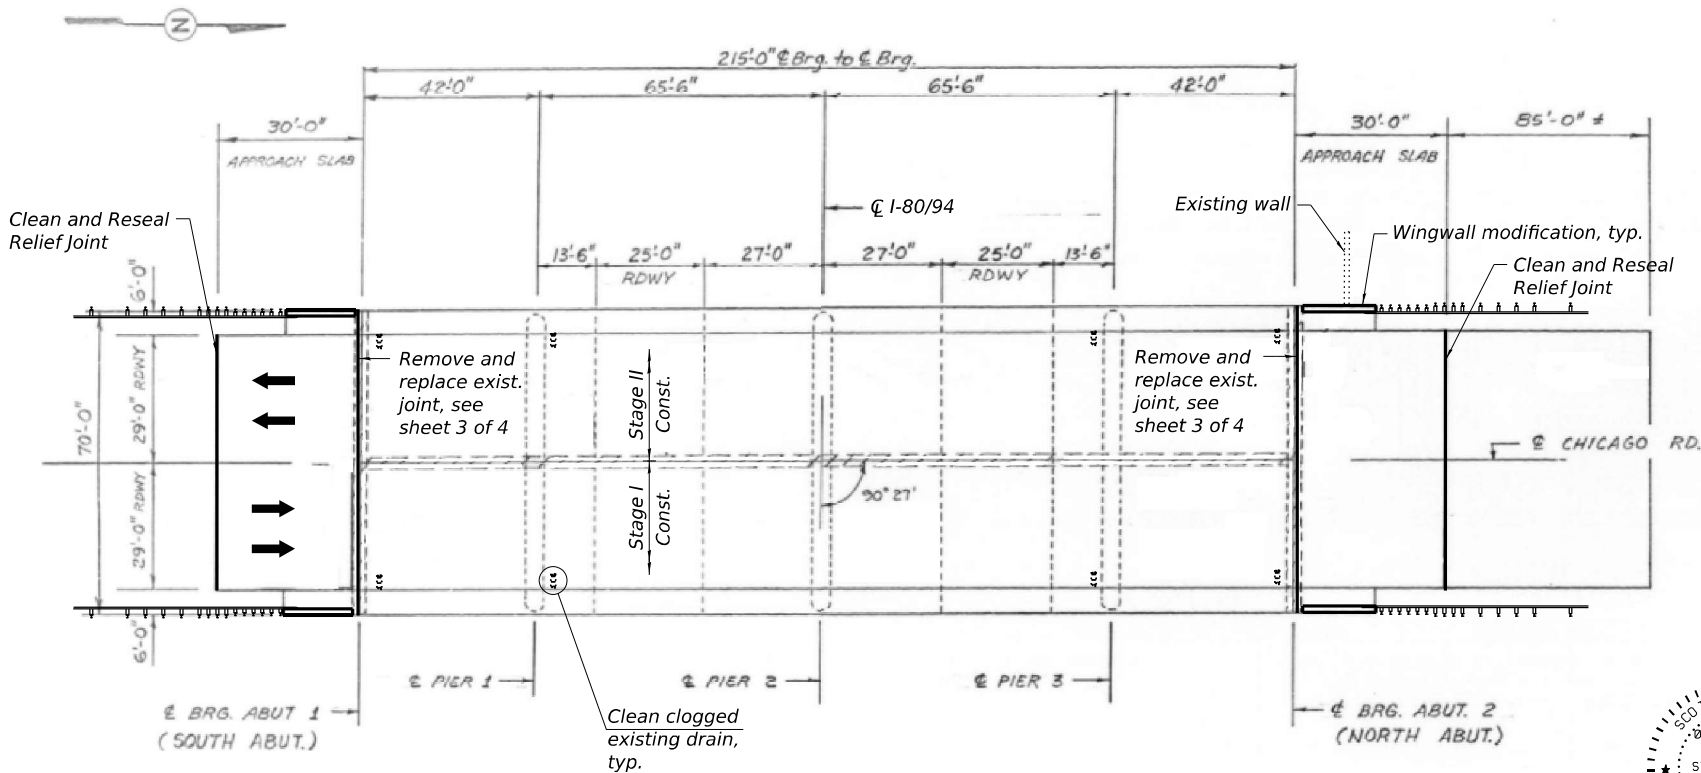 N
215'-0" ℄ Brg. to ℄ Brg.
42'-0"
65'-6"
65'-6"
42'-0"
30'-0"
APPROACH SLAB
30'-0"
APPROACH SLAB
85'-0" ±
Clean and Reseal
Relief Joint
℄ I-80/94
Existing wall
Wingwall modification, typ.
Clean and Reseal
Relief Joint
13'-6"
25'-0"
RDWY
27'-0"
27'-0"
25'-0"
RDWY
13'-6"
6'-0"
70'-0"
29'-0" RDWY
29'-0" RDWY
6'-0"
Remove and
replace exist.
joint, see
sheet 3 of 4
Stage II
Const.
Stage I
Const.
90° 27'
Remove and
replace exist.
joint, see
sheet 3 of 4
℄ CHICAGO RD.
℄ PIER 1
℄ PIER 2
℄ PIER 3
℄ BRG. ABUT 1
(SOUTH ABUT.)
Clean clogged
existing drain,
typ.
℄ BRG. ABUT. 2
(NORTH ABUT.)